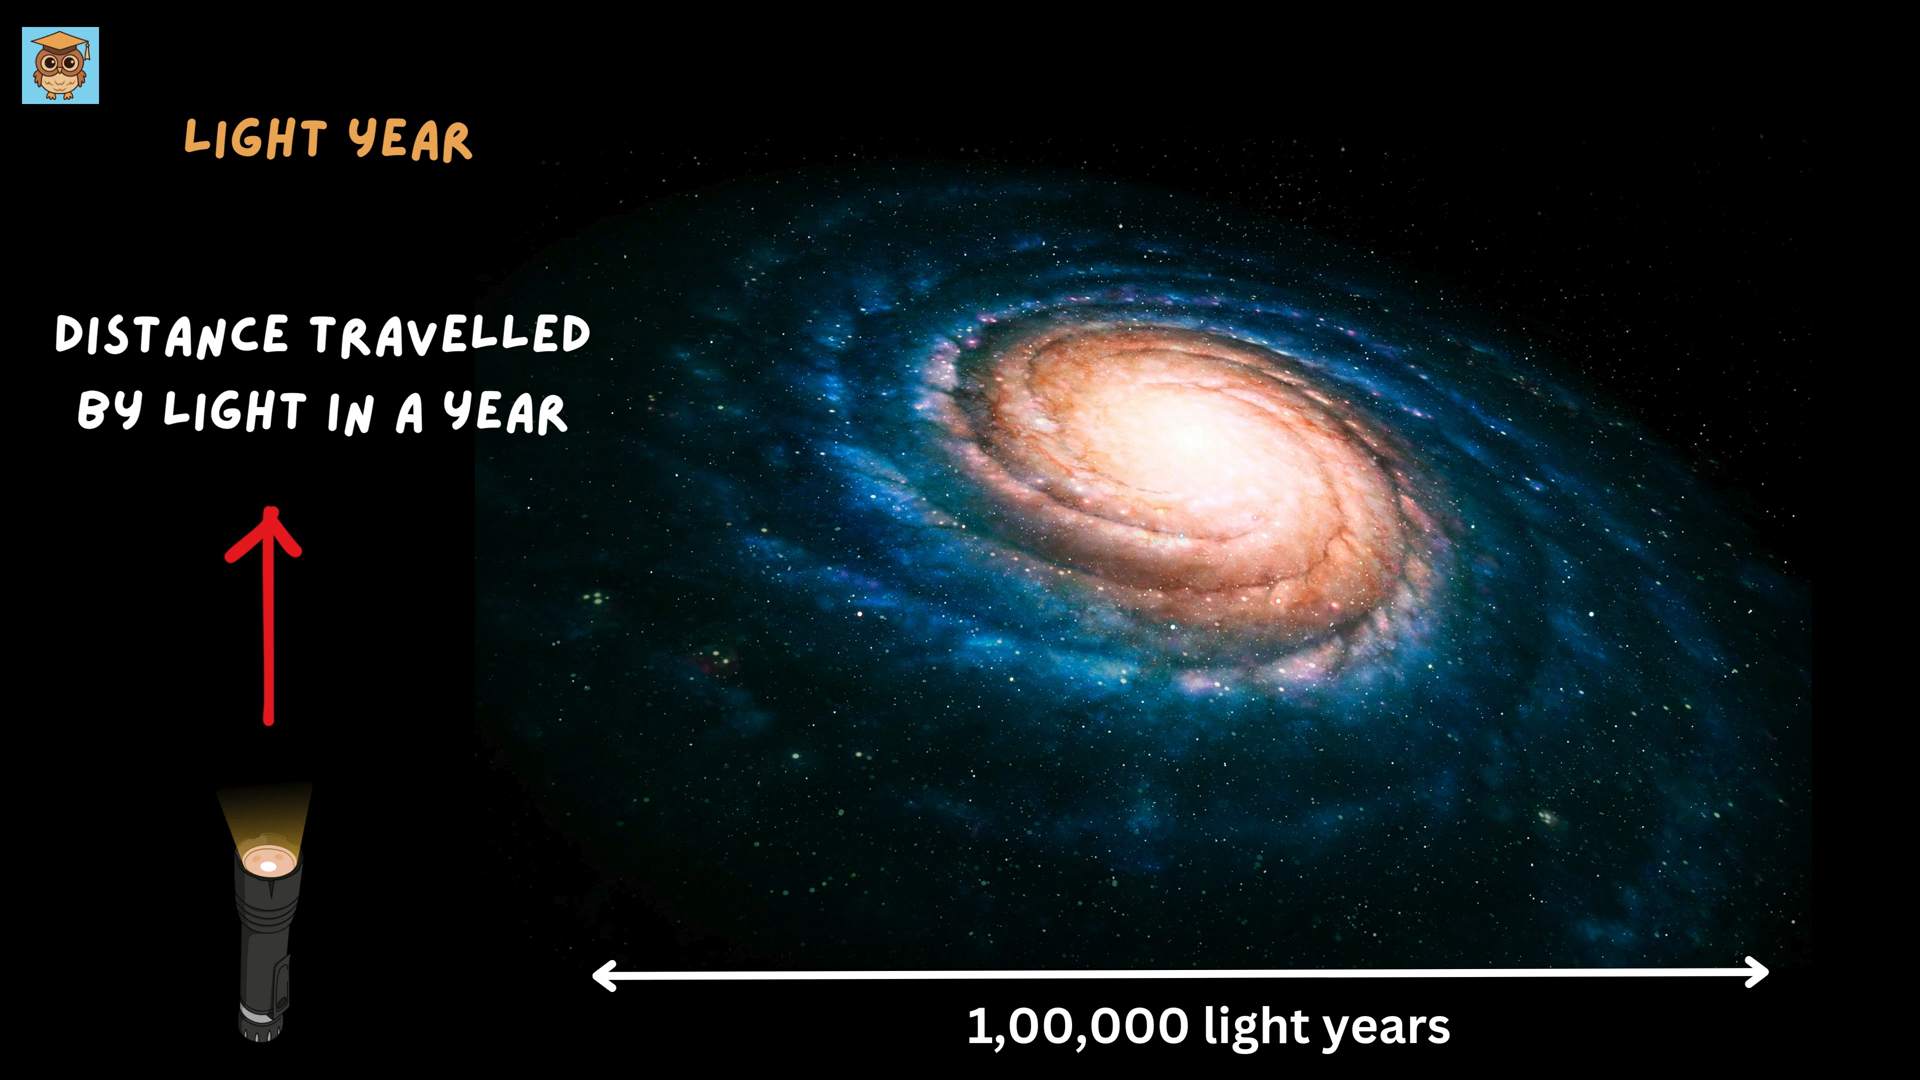 LIGHT YEAR
DISTANCE TRAVELLED
BY LIGHT IN A YEAR
1,00,000 light years